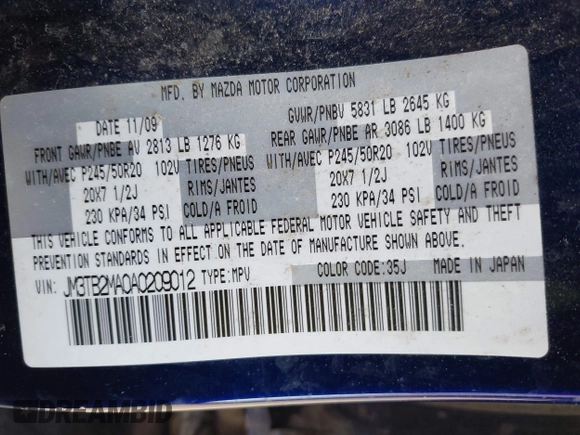 MFD. BY MAZDA MOTOR CORPORATION
DATE 11/09
GVWR/PNBV 5831 LB 2645 KG
FRONT GAWR/PNBE AV 2813 LB 1276 KG
REAR GAWR/PNBE AR 3086 LB 1400 KG
WITH/AVEC P245/50R20 102V TIRES/PNEUS
WITH/AVEC P245/50R20 102V TIRES/PNEUS
20X7 1/2J RIMS/JANTES
20X7 1/2J RIMS/JANTES
230 KPA/34 PSI COLD/A FROID
230 KPA/34 PSI COLD/A FROID
THIS VEHICLE CONFORMS TO ALL APPLICABLE FEDERAL MOTOR VEHICLE SAFETY AND THEFT
PREVENTION STANDARDS IN EFFECT ON THE DATE OF MANUFACTURE SHOWN ABOVE.
VIN: JM3TB2MA0A0209012 TYPE: MPV COLOR CODE: 35J MADE IN JAPAN
DREAMBID